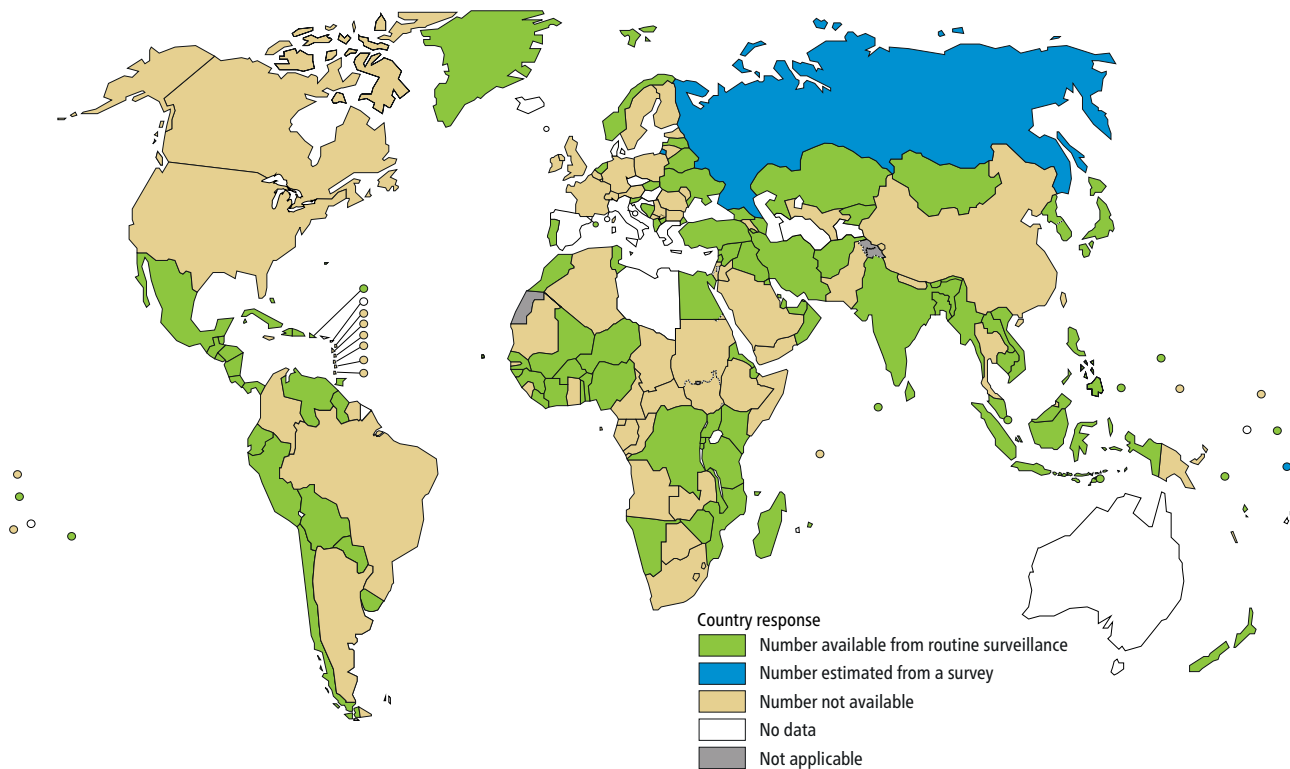 Country response
Number available from routine surveillance
Number estimated from a survey
Number not available
No data
Not applicable